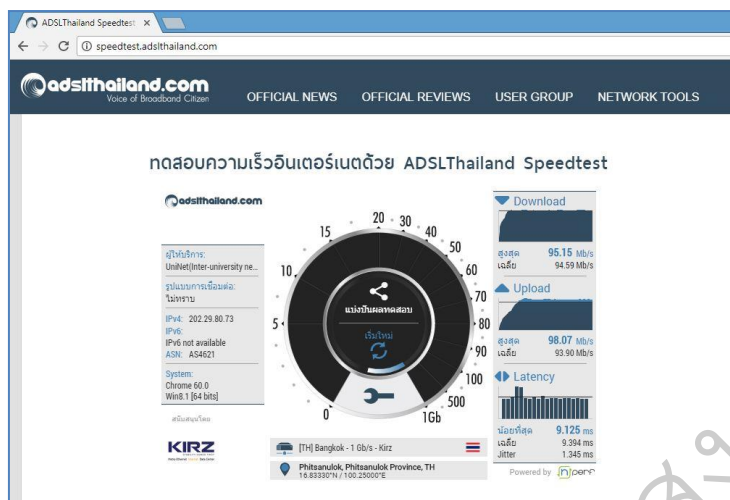 ADSLThailand Speedtest
speedtest.adslthailand.com
adslthailand.com
Voice of Broadband Citizen
OFFICIAL NEWS OFFICIAL REVIEWS USER GROUP NETWORK TOOLS
ทดสอบความเร็วอินเตอร์เนตด้วย ADSLThailand Speedtest
adslthailand.com
ผู้ให้บริการ:
UniNet(Inter-university ne...
รูปแบบการเชื่อมต่อ:
ไม่ทราบ
IPv4: 202.29.80.73
IPv6:
IPv6 not available
ASN: AS4621
System:
Chrome 60.0
Win8.1 [64 bits]
สนับสนุนโดย
KIRZ
0
5
10
15
20
30
40
50
60
70
80
90
100
500
1Gb
แบ่งปันผลทดสอบ
เริ่มใหม่
[TH] Bangkok - 1 Gb/s - Kirz
Phitsanulok, Phitsanulok Province, TH
16.83330°N / 100.25000°E
Download
สูงสุด 95.15 Mb/s
เฉลี่ย 94.59 Mb/s
Upload
สูงสุด 98.07 Mb/s
เฉลี่ย 93.90 Mb/s
Latency
น้อยที่สุด 9.125 ms
เฉลี่ย 9.394 ms
Jitter 1.345 ms
Powered by nperf